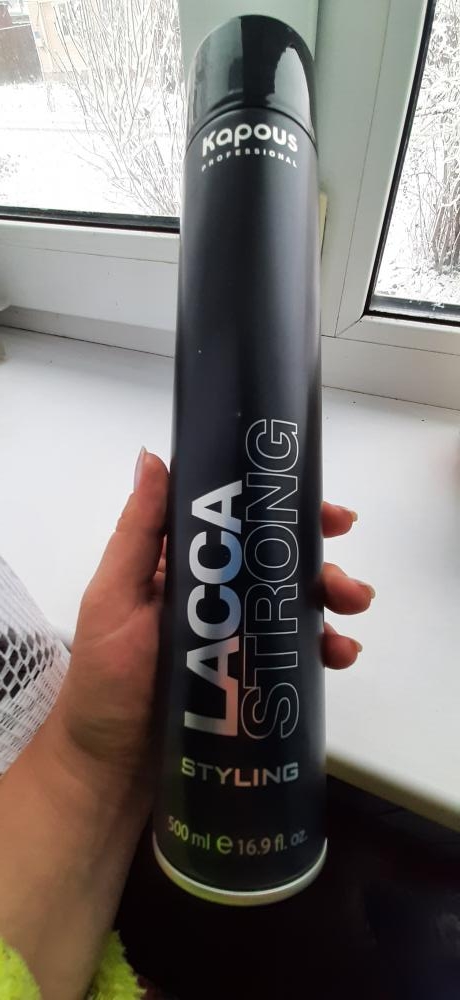 Kapous
PROFESSIONAL
LACCA
STRONG
STYLING
500 ml e 16.9 fl. oz.